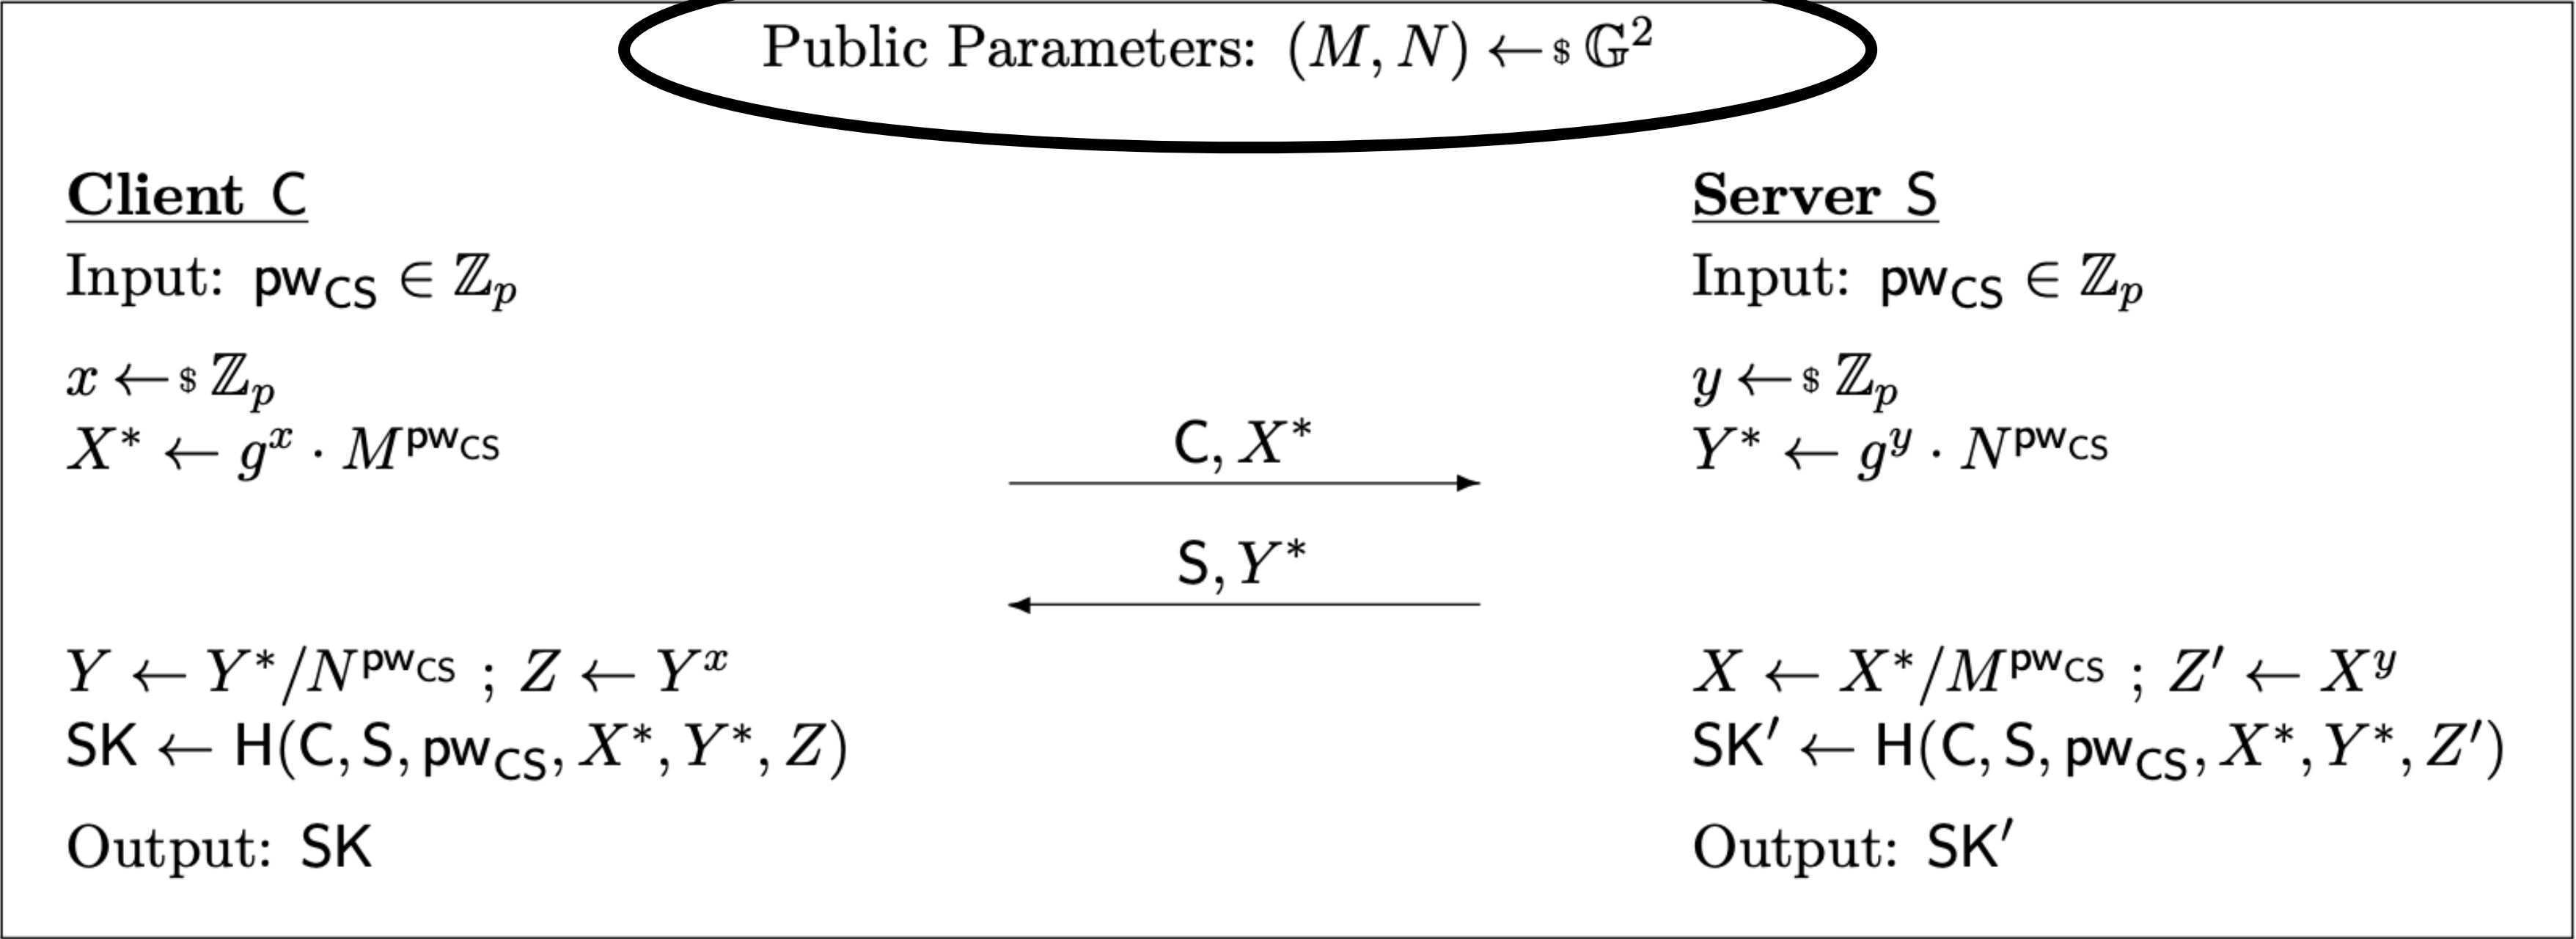 Public Parameters: (M, N) ←$ 𝔾²
Client C
Input: pw_CS ∈ ℤ_p
x ←$ ℤ_p
X* ← g^x · M^pw_CS
C, X*
S, Y*
Y ← Y*/N^pw_CS ; Z ← Y^x
SK ← H(C, S, pw_CS, X*, Y*, Z)
Output: SK
Server S
Input: pw_CS ∈ ℤ_p
y ←$ ℤ_p
Y* ← g^y · N^pw_CS
X ← X*/M^pw_CS ; Z′ ← X^y
SK′ ← H(C, S, pw_CS, X*, Y*, Z′)
Output: SK′